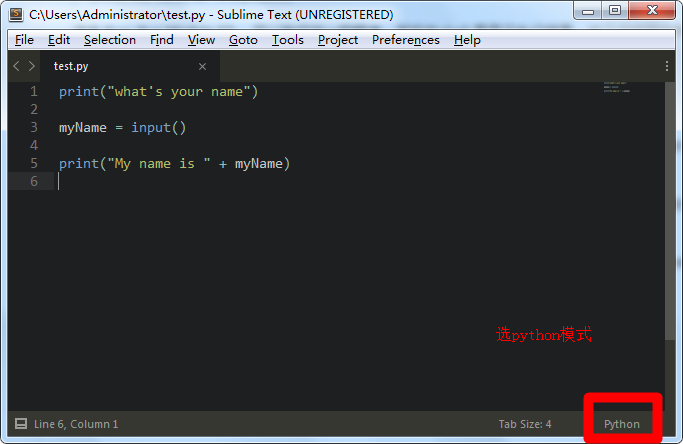 C:\Users\Administrator\test.py - Sublime Text (UNREGISTERED)
File Edit Selection Find View Goto Tools Project Preferences Help
test.py
1 print("what's your name")
2
3 myName = input()
4
5 print("My name is " + myName)
6
选python模式
Line 6, Column 1 Tab Size: 4 Python